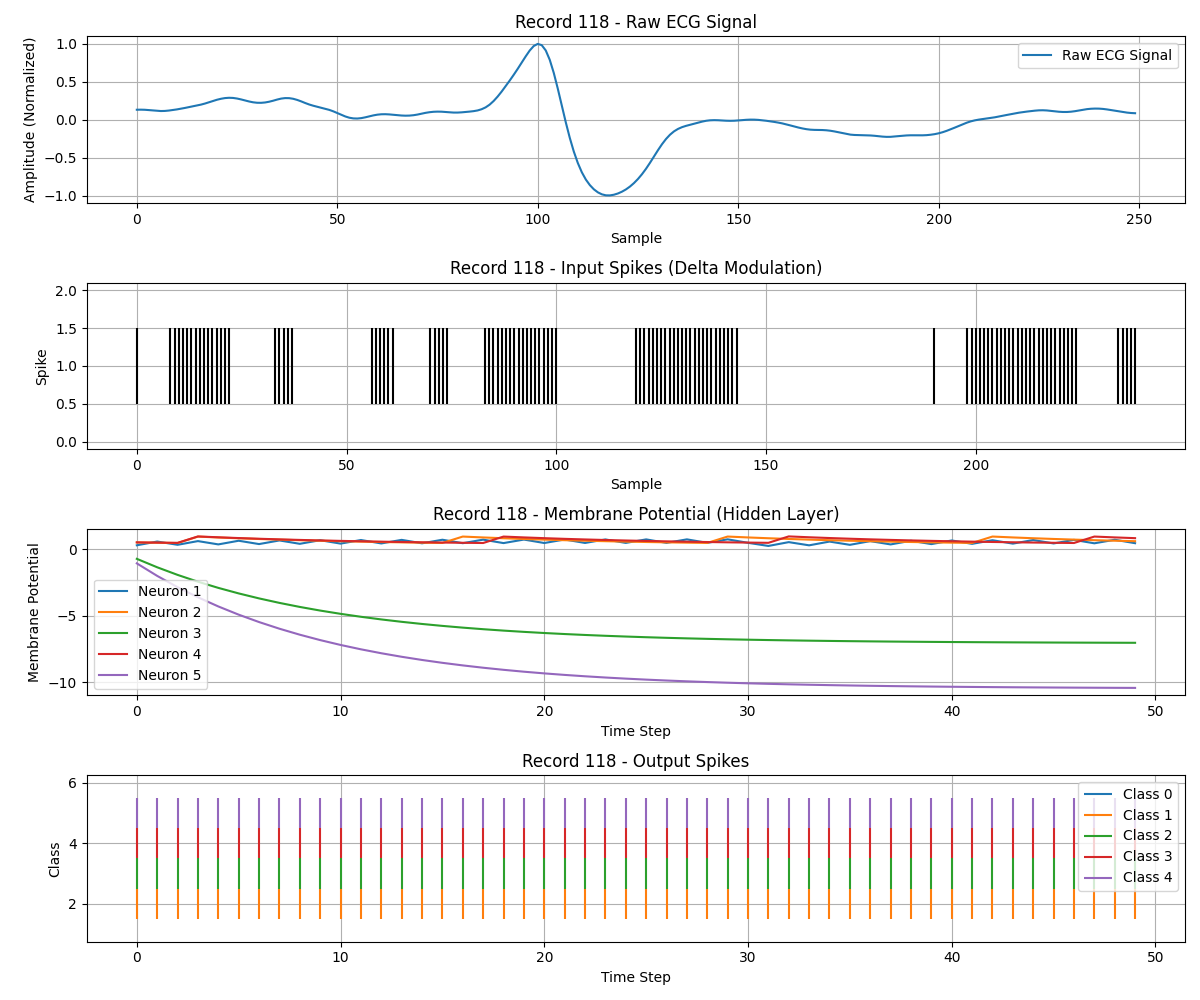 Record 118 - Raw ECG Signal
Amplitude (Normalized)
1.0
0.5
0.0
−0.5
−1.0
Raw ECG Signal
0 50 100 150 200 250
Sample
Record 118 - Input Spikes (Delta Modulation)
Spike
2.0
1.5
1.0
0.5
0.0
0 50 100 150 200
Sample
Record 118 - Membrane Potential (Hidden Layer)
Membrane Potential
0
−5
−10
Neuron 1
Neuron 2
Neuron 3
Neuron 4
Neuron 5
0 10 20 30 40 50
Time Step
Record 118 - Output Spikes
Class
6
4
2
Class 0
Class 1
Class 2
Class 3
Class 4
0 10 20 30 40 50
Time Step